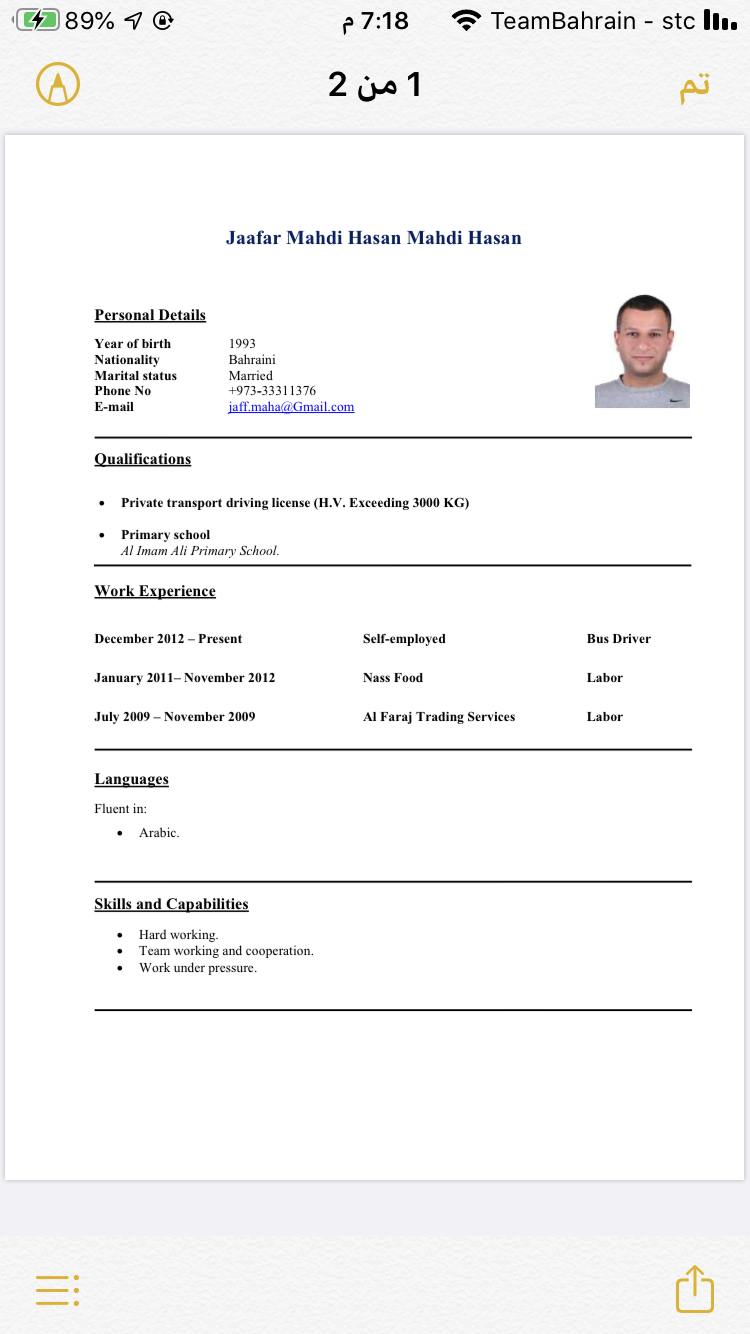 89% م 7:18 TeamBahrain - stc
1 من 2
تم
Jaafar Mahdi Hasan Mahdi Hasan
Personal Details
Year of birth 1993
Nationality Bahraini
Marital status Married
Phone No +973-33311376
E-mail jaff.maha@Gmail.com
Qualifications
• Private transport driving license (H.V. Exceeding 3000 KG)
• Primary school
Al Imam Ali Primary School.
Work Experience
December 2012 – Present Self-employed Bus Driver
January 2011– November 2012 Nass Food Labor
July 2009 – November 2009 Al Faraj Trading Services Labor
Languages
Fluent in:
• Arabic.
Skills and Capabilities
• Hard working.
• Team working and cooperation.
• Work under pressure.